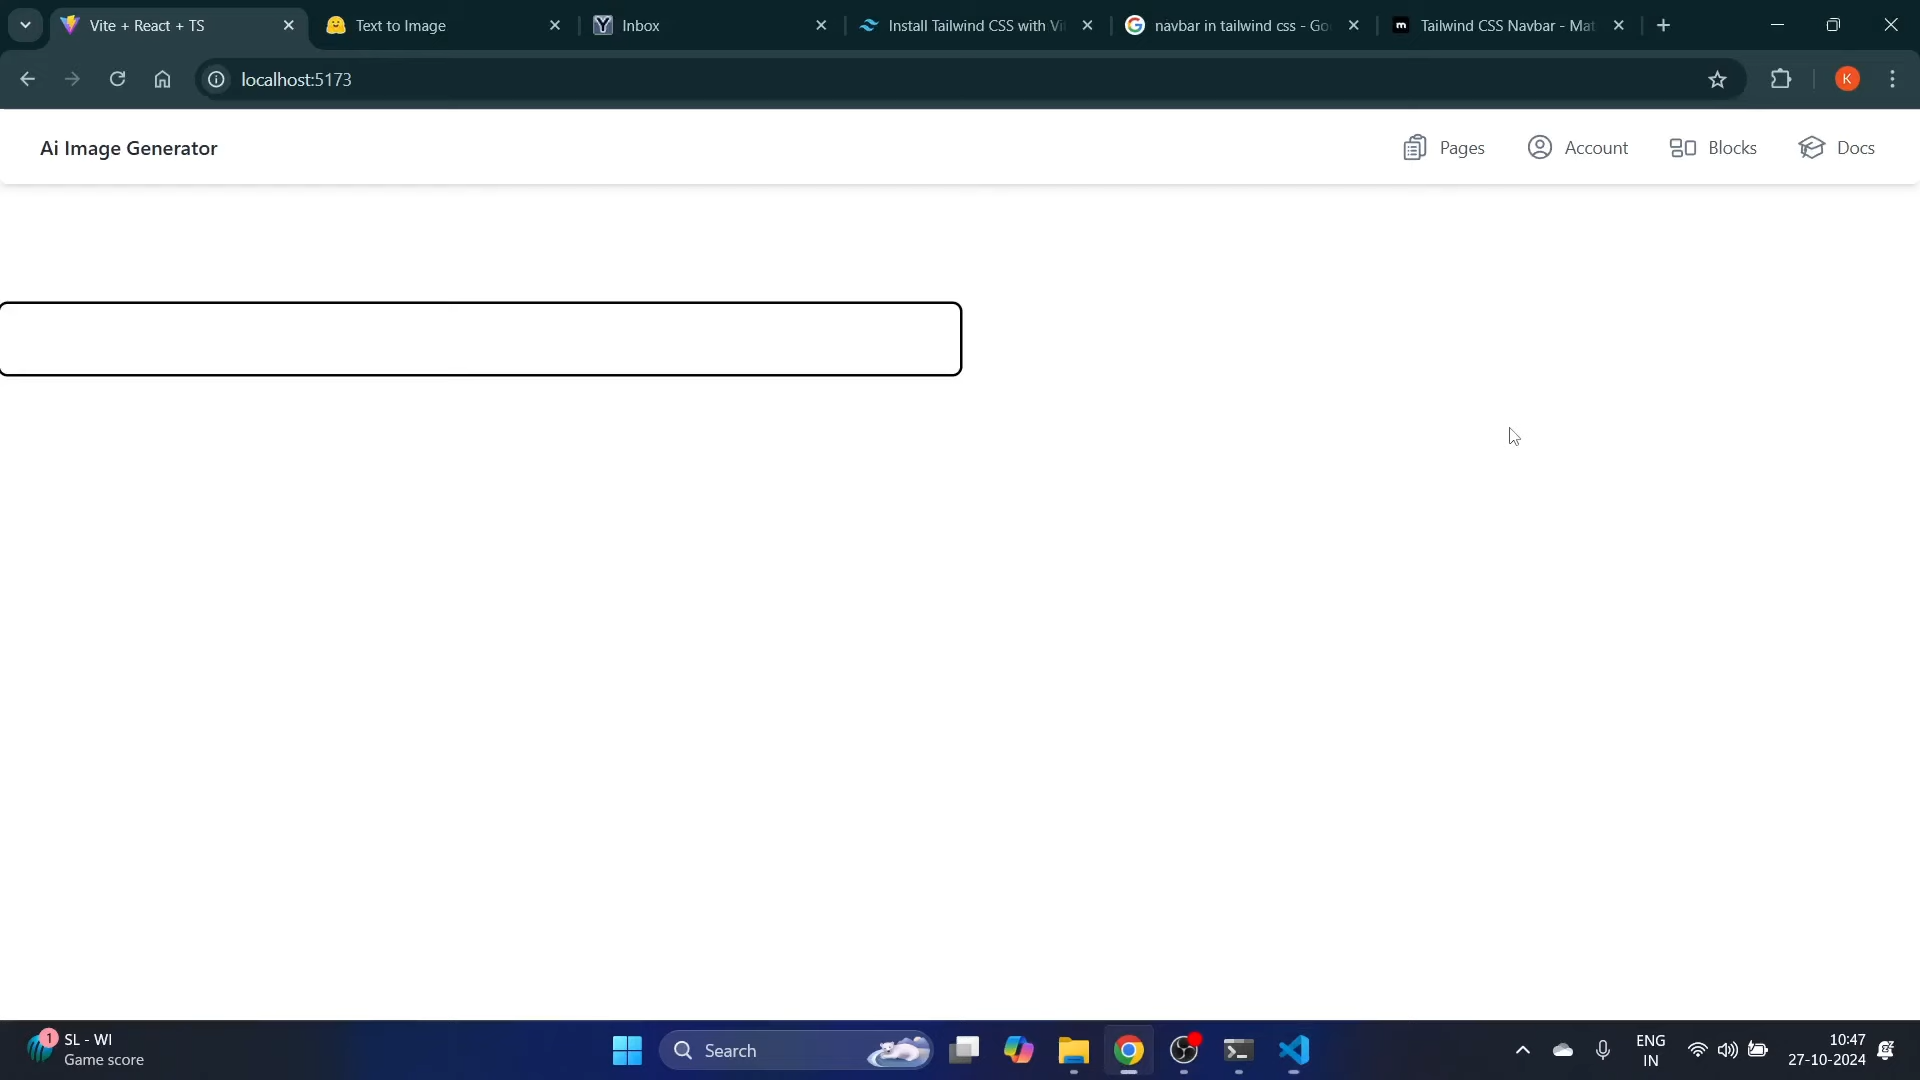 Vite + React + TS
Text to Image
Inbox
Install Tailwind CSS with Vi
navbar in tailwind css - Go
Tailwind CSS Navbar - Mat
localhost:5173
K
Ai Image Generator
Pages
Account
Blocks
Docs
1
SL - WI
Game score
Search
ENG
IN
10:47
27-10-2024